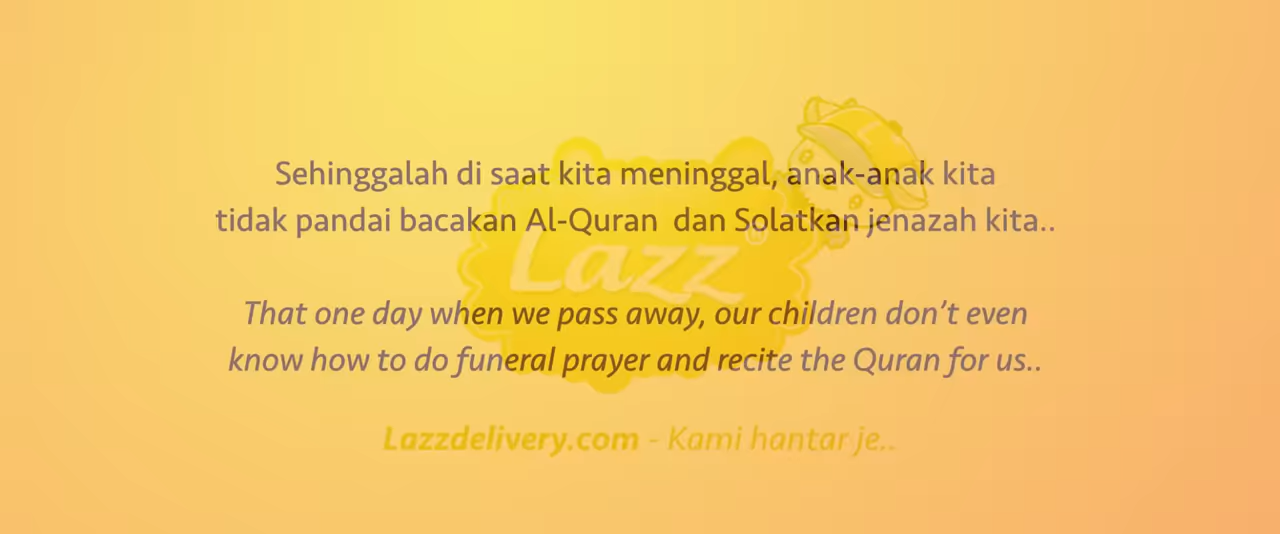 Sehinggalah di saat kita meninggal, anak-anak kita
tidak pandai bacakan Al-Quran dan Solatkan jenazah kita..
Lazz®
That one day when we pass away, our children don't even
know how to do funeral prayer and recite the Quran for us..
Lazzdelivery.com - Kami hantar je..